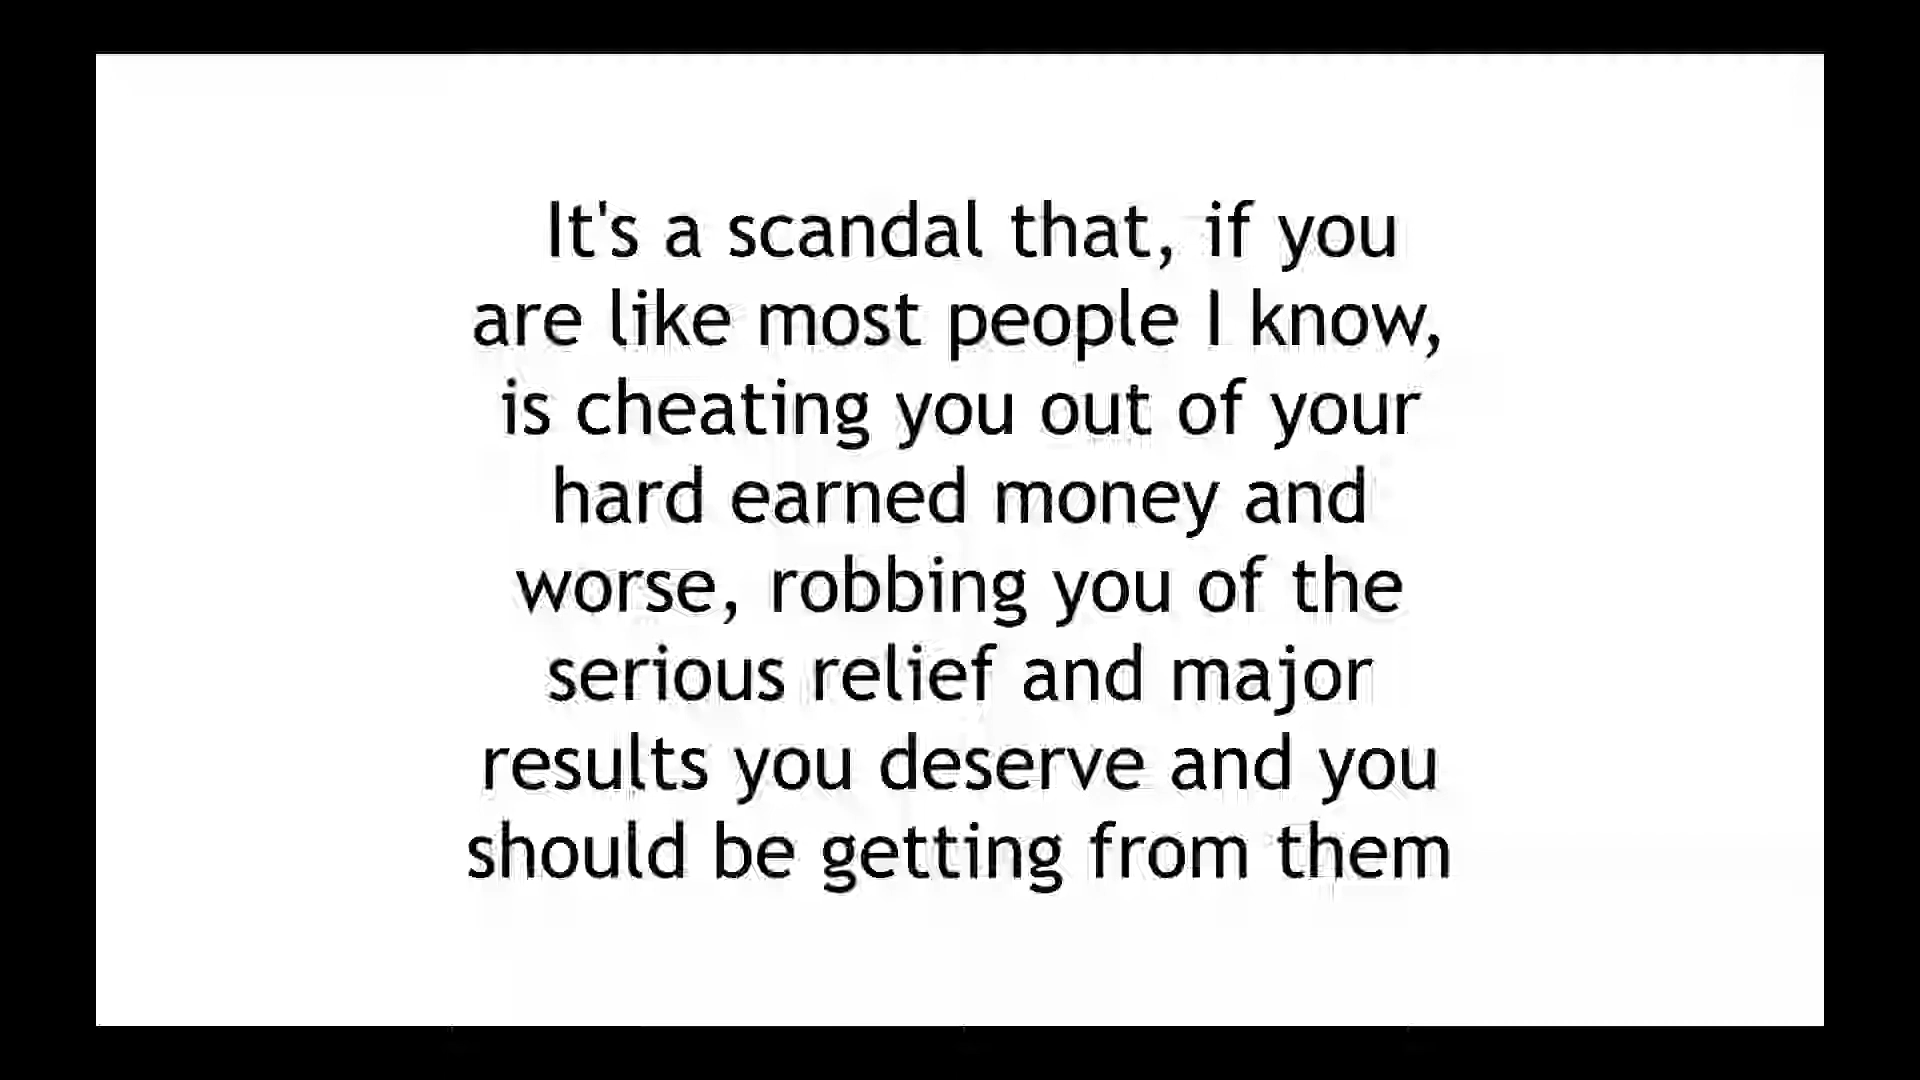 It's a scandal that, if you
are like most people I know,
is cheating you out of your
hard earned money and
worse, robbing you of the
serious relief and major
results you deserve and you
should be getting from them